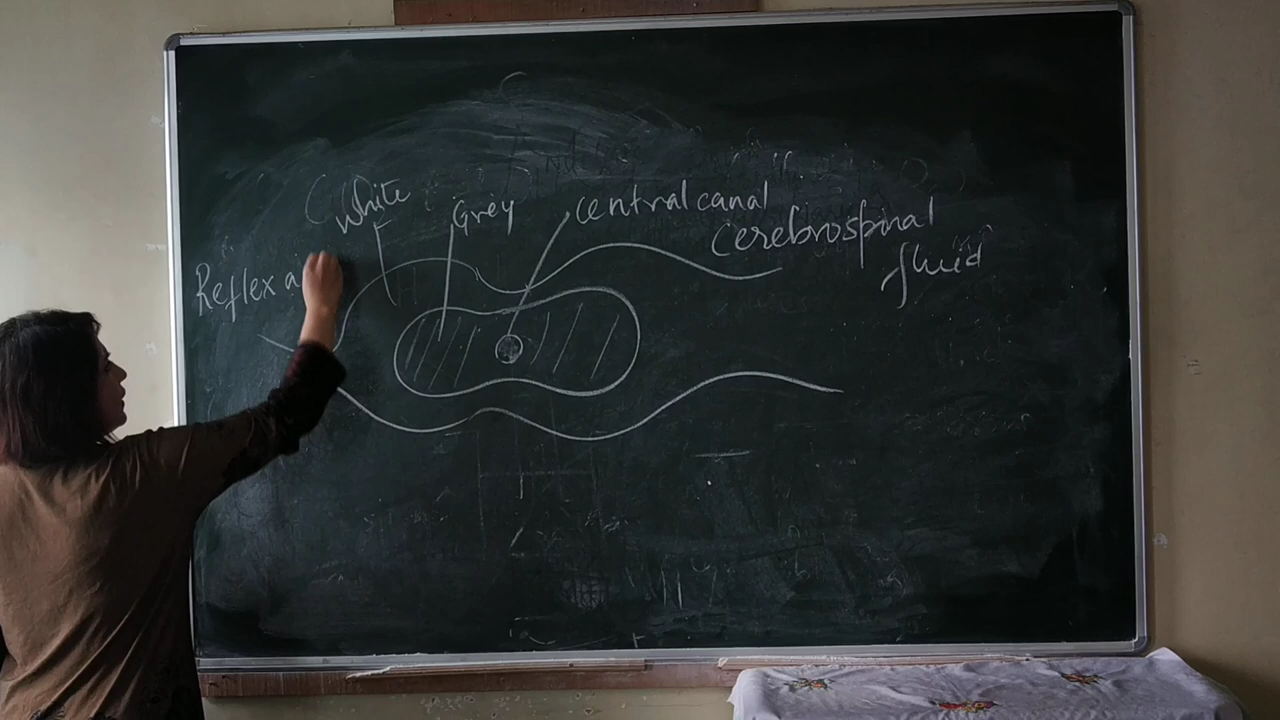 White
Grey
Central canal
Cerebrospinal
fluid
Reflex a